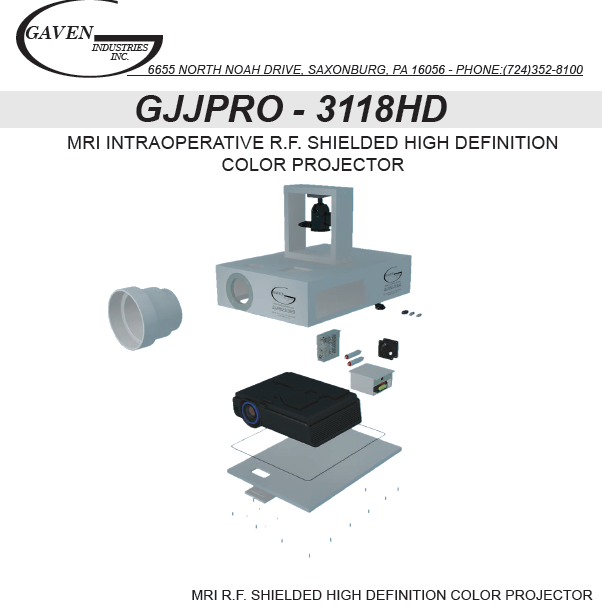 GAVEN
INDUSTRIES
INC.
6655 NORTH NOAH DRIVE, SAXONBURG, PA 16056 - PHONE:(724)352-8100
GJJPRO - 3118HD
MRI INTRAOPERATIVE R.F. SHIELDED HIGH DEFINITION
COLOR PROJECTOR
GAVEN
MRI R.F. SHIELDED HIGH DEFINITION COLOR PROJECTOR